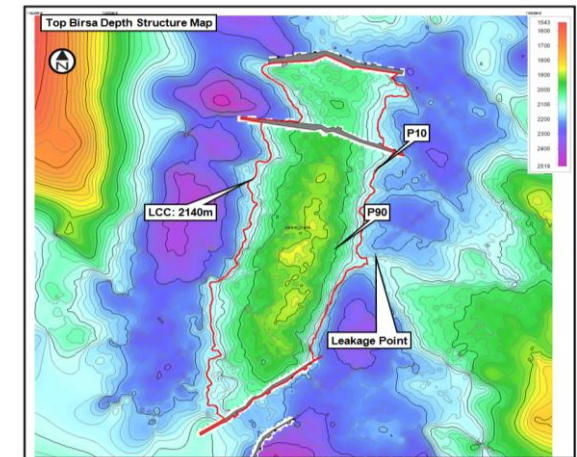 Top Birsa Depth Structure Map
N
1543
1600
1700
1800
1900
2000
2100
2200
2300
2400
2519
P10
LCC: 2140m
P90
Leakage Point